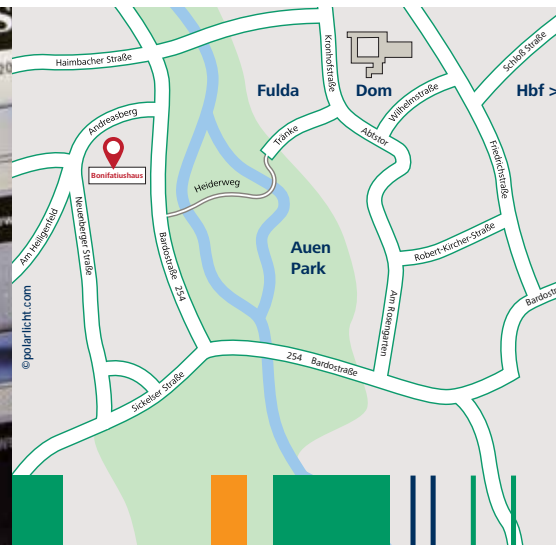 Haimbacher Straße
Kronhofstraße
Schloß Straße
Fulda
Dom
Hbf >
Wilhelmstraße
Andreasberg
Tränke
Abtstor
Friedrichstraße
Bonifatiushaus
Heiderweg
Am Heiligenfeld
Neuenberger Straße
Bardostraße 254
Auen
Park
Robert-Kircher-Straße
Am Rosengarten
Bardostr
©polarlicht.com
254 Bardostraße
Sickelser Straße